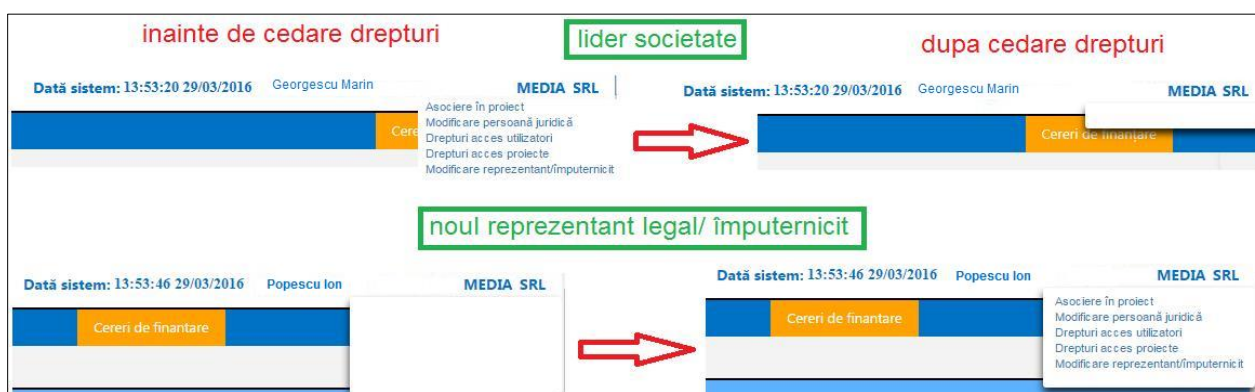 inainte de cedare drepturi
lider societate
dupa cedare drepturi
Dată sistem: 13:53:20 29/03/2016 Georgescu Marin MEDIA SRL
Asociere în proiect
Modificare persoană juridică
Drepturi acces utilizatori
Drepturi acces proiecte
Modificare reprezentant/împuternicit
Cere
Dată sistem: 13:53:20 29/03/2016 Georgescu Marin MEDIA SRL
Cereri de finantare
noul reprezentant legal/ împuternicit
Dată sistem: 13:53:46 29/03/2016 Popescu Ion MEDIA SRL
Cereri de finantare
Dată sistem: 13:53:46 29/03/2016 Popescu Ion MEDIA SRL
Cereri de finantare
Asociere în proiect
Modificare persoană juridică
Drepturi acces utilizatori
Drepturi acces proiecte
Modificare reprezentant/împuternicit